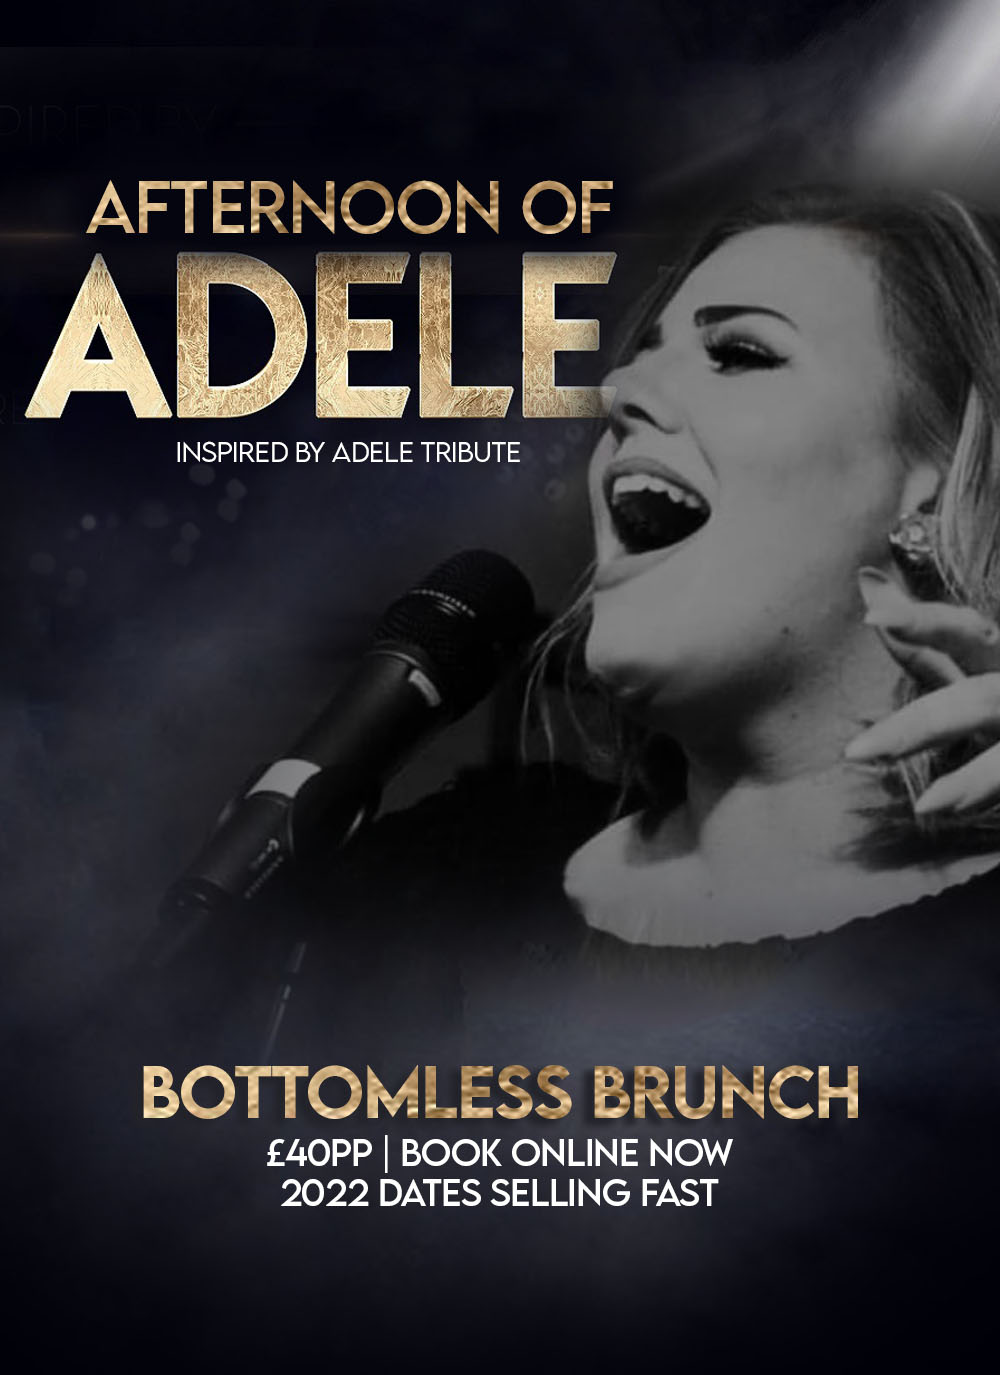 AFTERNOON OF
ADELE
INSPIRED BY ADELE TRIBUTE
BOTTOMLESS BRUNCH
£40PP | BOOK ONLINE NOW
2022 DATES SELLING FAST